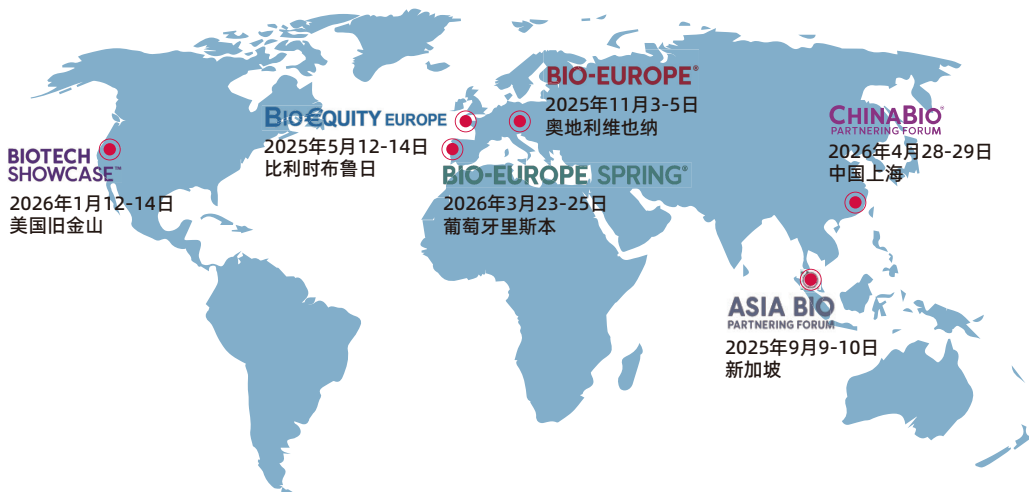 BIO-EUROPE®
2025年11月3-5日
奥地利维也纳
BIO€QUITY EUROPE
2025年5月12-14日
比利时布鲁日
CHINABIO®
PARTNERING FORUM
2026年4月28-29日
中国上海
BIOTECH
SHOWCASE™
2026年1月12-14日
美国旧金山
BIO-EUROPE SPRING®
2026年3月23-25日
葡萄牙里斯本
ASIA BIO
PARTNERING FORUM
2025年9月9-10日
新加坡